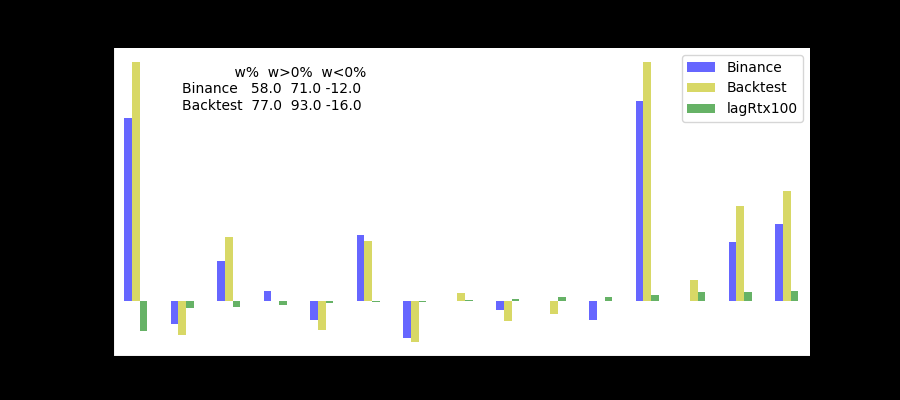 w%  w>0%  w<0%
Binance   58.0  71.0 -12.0
Backtest  77.0  93.0 -16.0
Binance
Backtest
lagRtx100